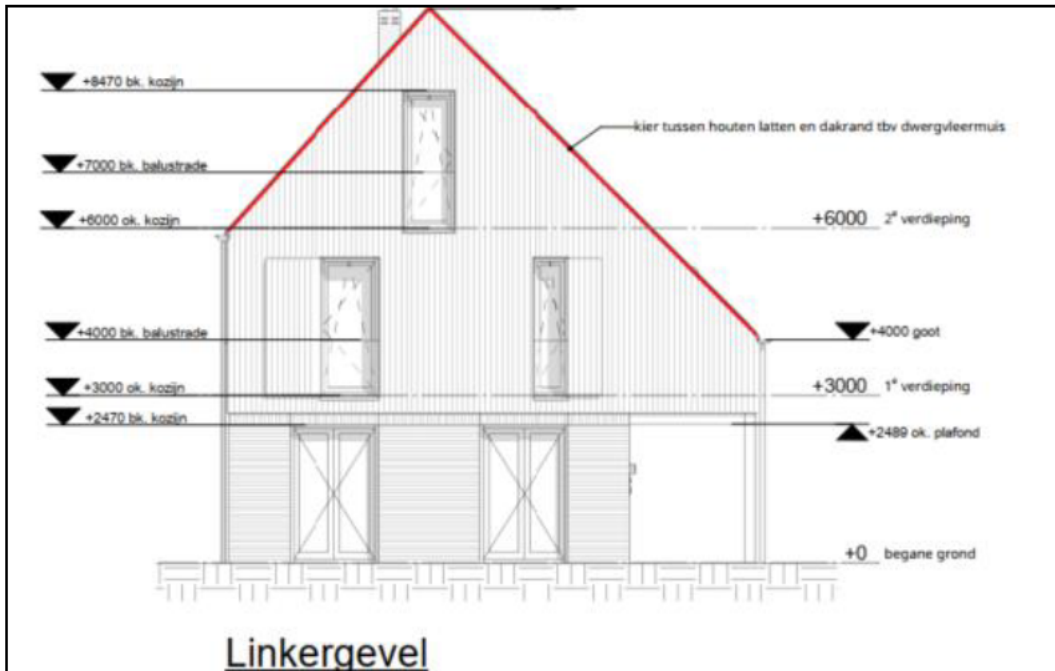 +8470 bk. kozijn
kier tussen houten latten en dakrand tbv dwergvleermuis
+7000 bk. balustrade
+6000 ok. kozijn
+6000 2e verdieping
+4000 bk. balustrade
+4000 goot
+3000 ok. kozijn
+3000 1e verdieping
+2470 bk. kozijn
+2489 ok. plafond
+0 begane grond
Linkergevel